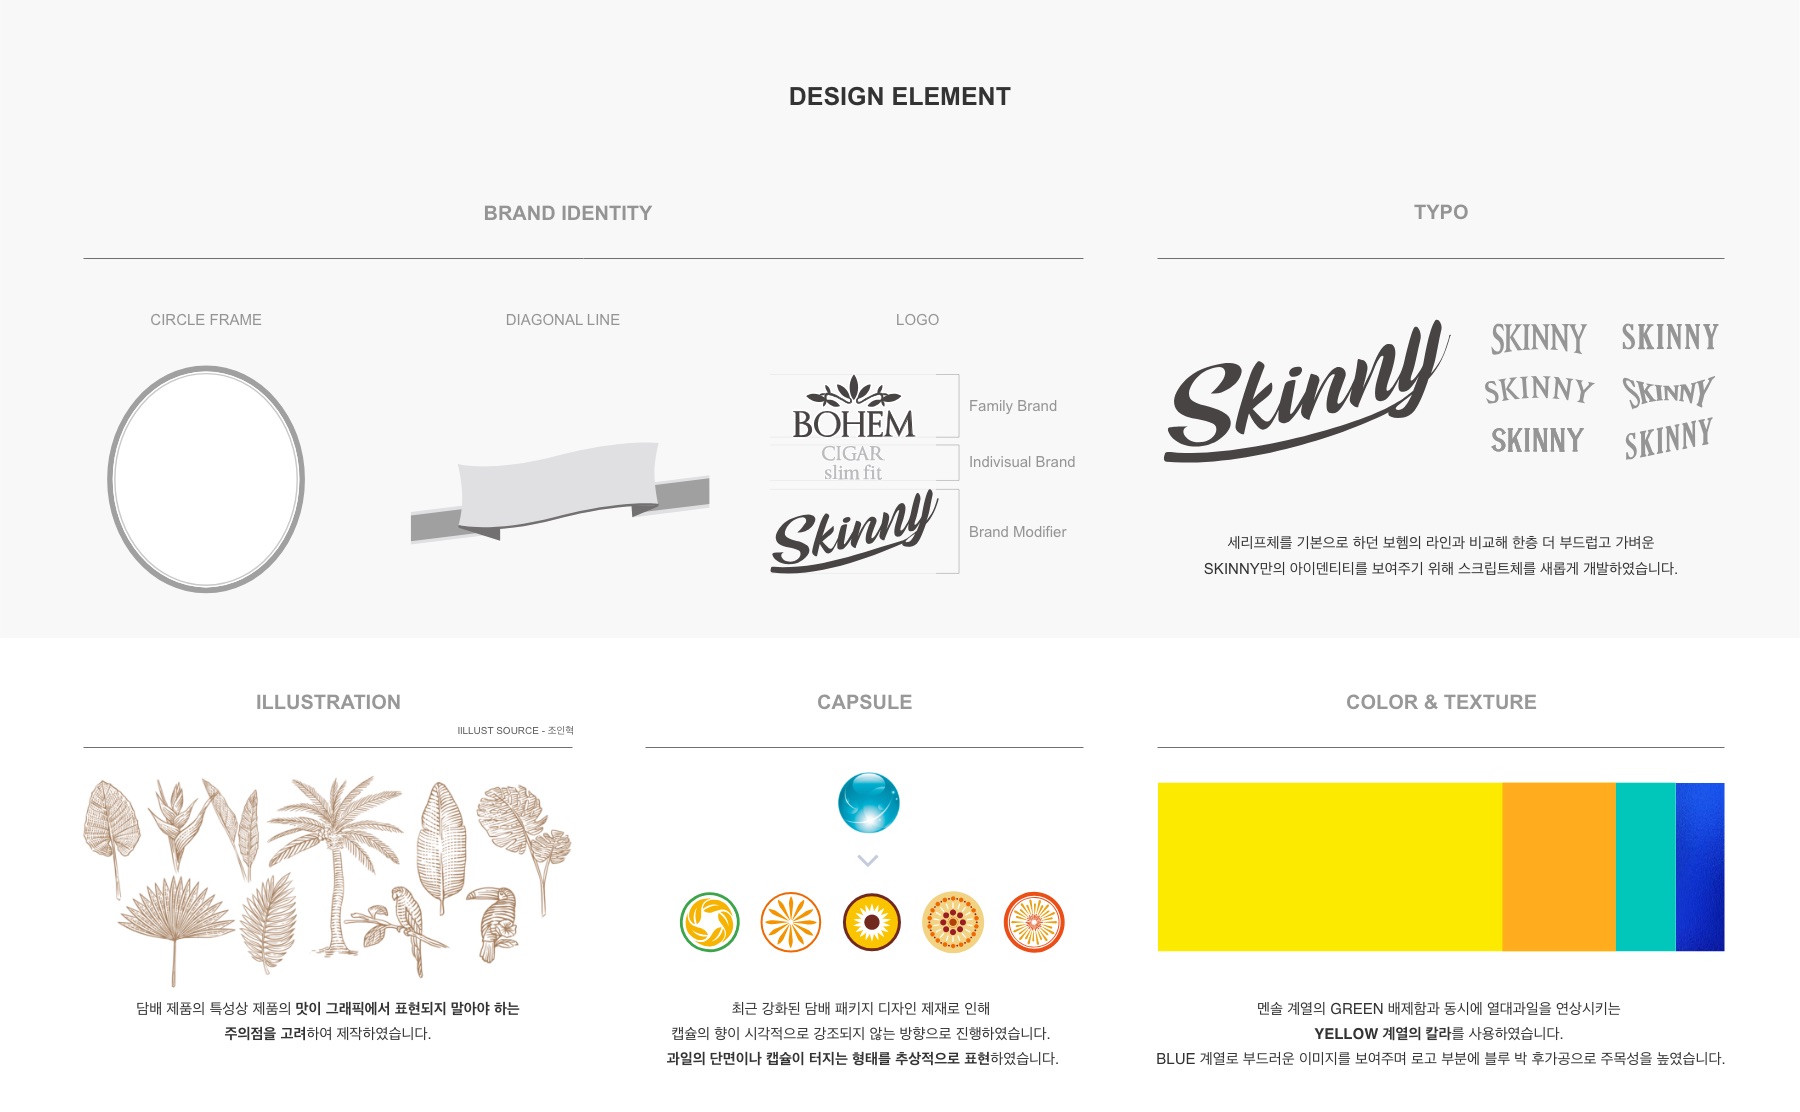 DESIGN ELEMENT
BRAND IDENTITY
CIRCLE FRAME
DIAGONAL LINE
LOGO
BOHEM
Family Brand
CIGAR
slim fit
Indivisual Brand
Skinny
Brand Modifier
TYPO
Skinny
SKINNY
SKINNY
SKINNY
SKINNY
SKINNY
SKINNY
세리프체를 기본으로 하던 보헴의 라인과 비교해 한층 더 부드럽고 가벼운
SKINNY만의 아이덴티티를 보여주기 위해 스크립트체를 새롭게 개발하였습니다.
ILLUSTRATION
IILLUST SOURCE - 조인혁
담배 제품의 특성상 제품의 맛이 그래픽에서 표현되지 말아야 하는
주의점을 고려하여 제작하였습니다.
CAPSULE
최근 강화된 담배 패키지 디자인 제재로 인해
캡슐의 향이 시각적으로 강조되지 않는 방향으로 진행하였습니다.
과일의 단면이나 캡슐이 터지는 형태를 추상적으로 표현하였습니다.
COLOR & TEXTURE
멘솔 계열의 GREEN 배제함과 동시에 열대과일을 연상시키는
YELLOW 계열의 칼라를 사용하였습니다.
BLUE 계열로 부드러운 이미지를 보여주며 로고 부분에 블루 박 후가공으로 주목성을 높였습니다.